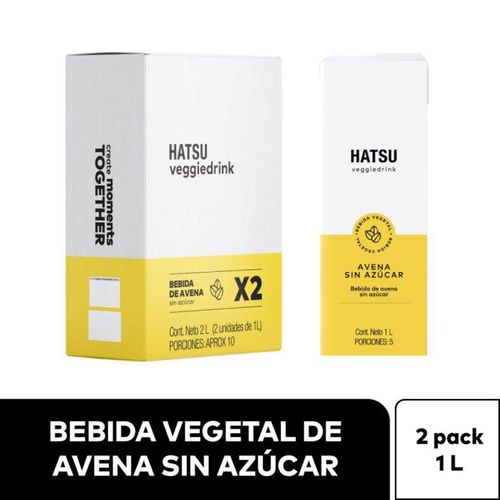 create moments
TOGETHER
HATSU
veggiedrink
BEBIDA
DE AVENA
sin azúcar
X2
Cont. Neto 2 L (2 unidades de 1L)
PORCIONES: APROX 10
HATSU
veggiedrink
BEBIDA VEGETAL
BEBIDA VEGETAL
AVENA
SIN AZÚCAR
Bebida de avena
sin azúcar
Cont. Neto 1 L
PORCIONES: 5
BEBIDA VEGETAL DE
AVENA SIN AZÚCAR
2 pack
1 L